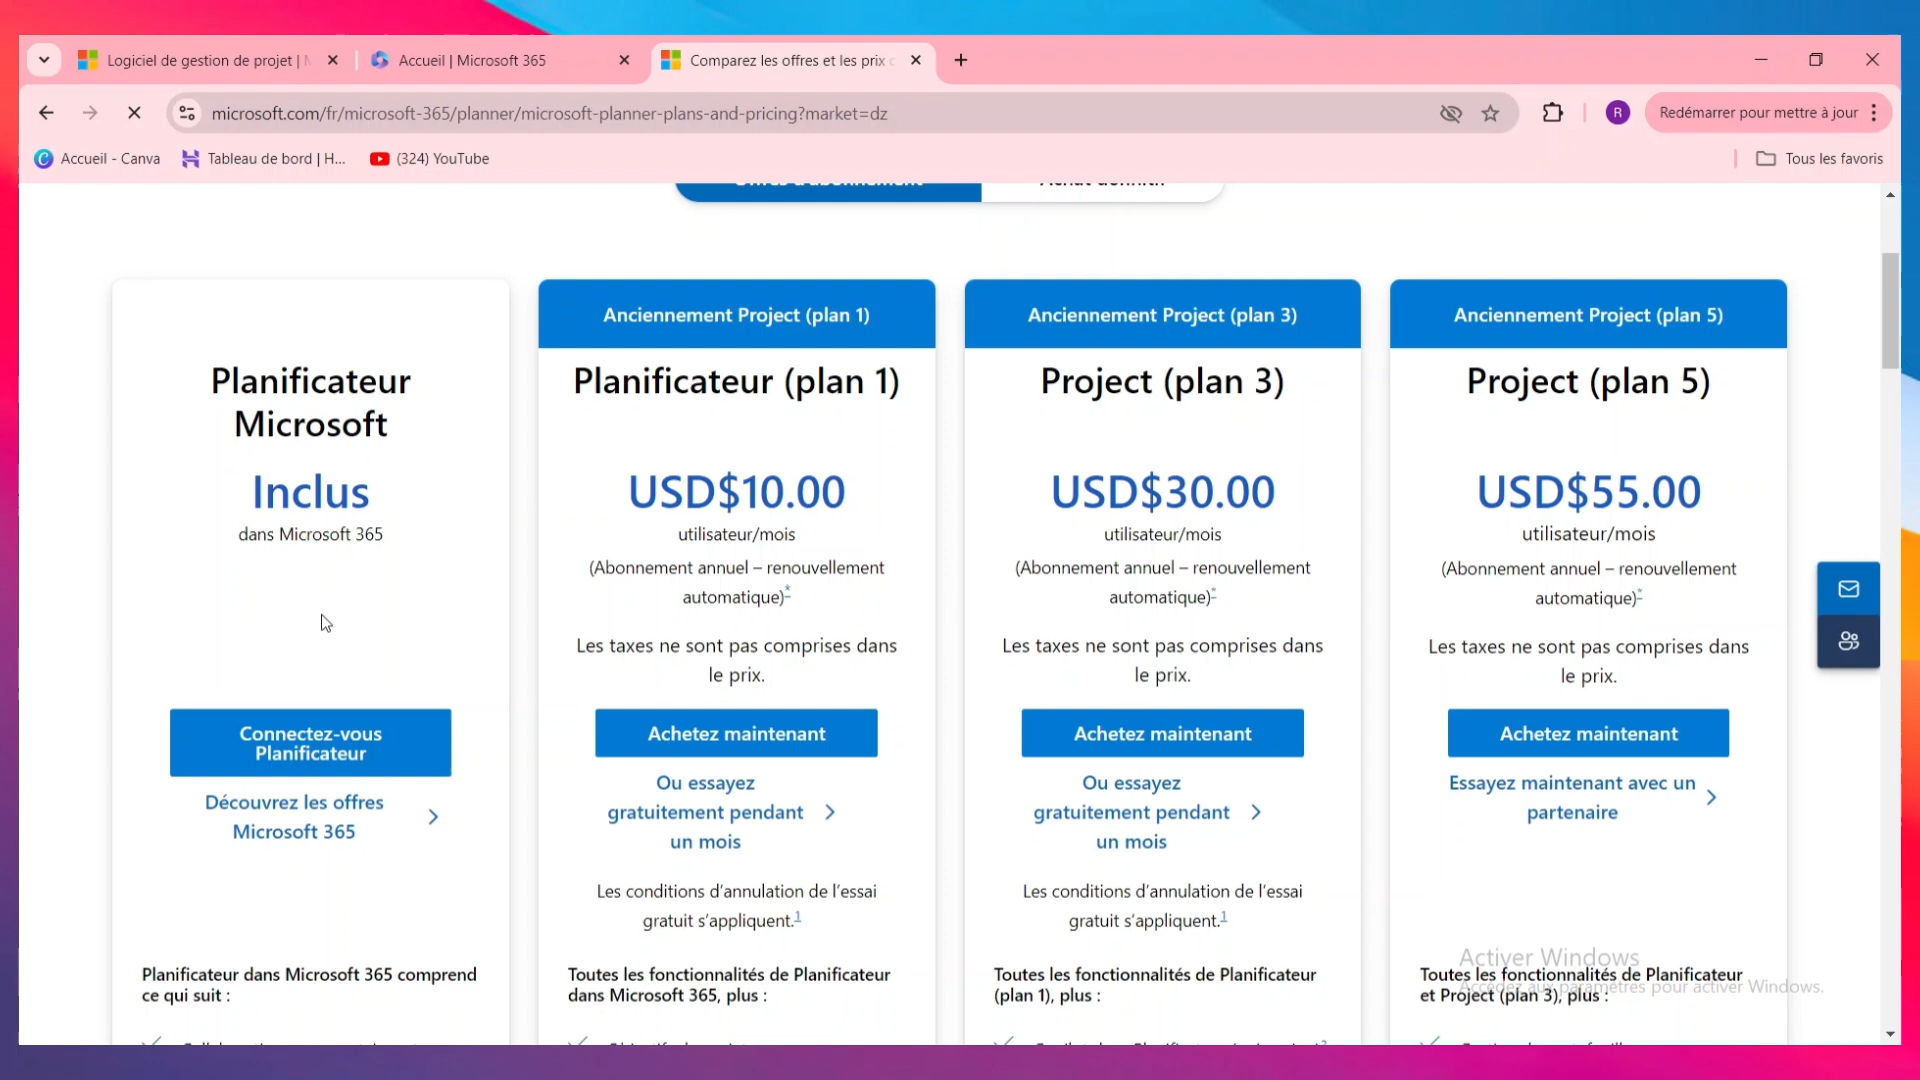 Logiciel de gestion de projet |
Accueil | Microsoft 365
Comparez les offres et les prix
microsoft.com/fr/microsoft-365/planner/microsoft-planner-plans-and-pricing?market=dz
R
Redémarrer pour mettre à jour
Accueil - Canva
Tableau de bord | H...
(324) YouTube
Tous les favoris
Planificateur
Microsoft
Inclus
dans Microsoft 365
Connectez-vous
Planificateur
Découvrez les offres
Microsoft 365
Planificateur dans Microsoft 365 comprend
ce qui suit :
Anciennement Project (plan 1)
Planificateur (plan 1)
USD$10.00
utilisateur/mois
(Abonnement annuel – renouvellement
automatique)*
Les taxes ne sont pas comprises dans
le prix.
Achetez maintenant
Ou essayez
gratuitement pendant
un mois
Les conditions d'annulation de l'essai
gratuit s'appliquent.1
Toutes les fonctionnalités de Planificateur
dans Microsoft 365, plus :
Anciennement Project (plan 3)
Project (plan 3)
USD$30.00
utilisateur/mois
(Abonnement annuel – renouvellement
automatique)*
Les taxes ne sont pas comprises dans
le prix.
Achetez maintenant
Ou essayez
gratuitement pendant
un mois
Les conditions d'annulation de l'essai
gratuit s'appliquent.1
Toutes les fonctionnalités de Planificateur
(plan 1), plus :
Anciennement Project (plan 5)
Project (plan 5)
USD$55.00
utilisateur/mois
(Abonnement annuel – renouvellement
automatique)*
Les taxes ne sont pas comprises dans
le prix.
Achetez maintenant
Essayez maintenant avec un
partenaire
Toutes les fonctionnalités de Planificateur
et Project (plan 3), plus :
Activer Windows
Accédez aux paramètres pour activer Windows.